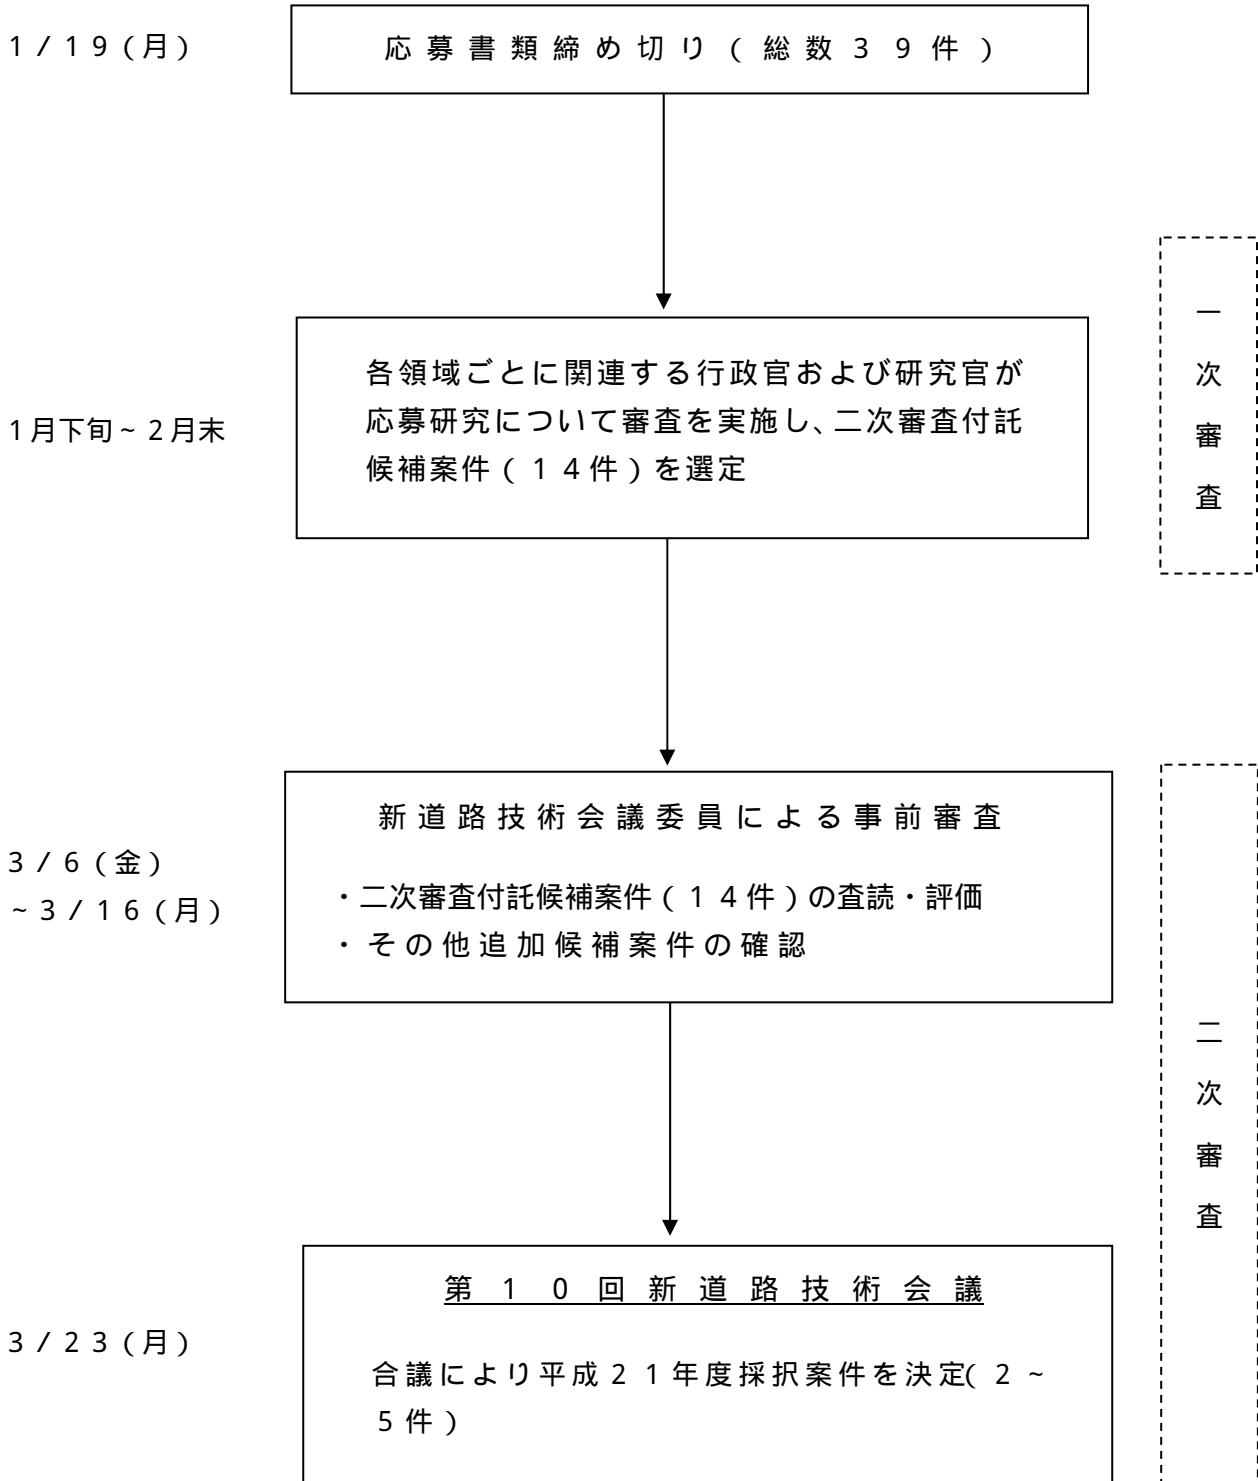 1/19(月)
応募書類締め切り(総数39件)
一次審査
各領域ごとに関連する行政官および研究官が
応募研究について審査を実施し、二次審査付託
候補案件(14件)を選定
1月下旬~2月末
新道路技術会議委員による事前審査
3/6(金)
~3/16(月)
・二次審査付託候補案件(14件)の査読・評価
・その他追加候補案件の確認
二次審査
第10回新道路技術会議
3/23(月)
合議により平成21年度採択案件を決定(2~
5件)